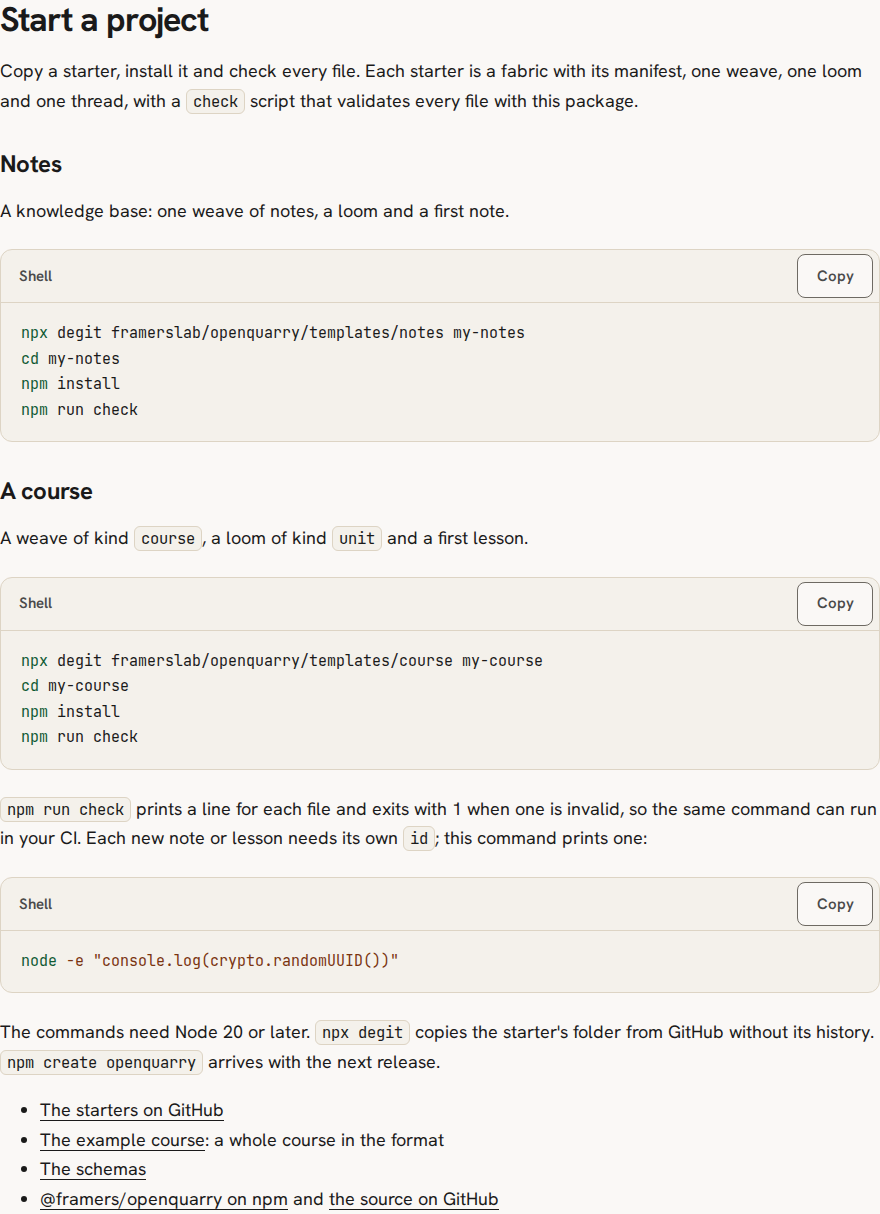 Start a project
Copy a starter, install it and check every file. Each starter is a fabric with its manifest, one weave, one loom
and one thread, with a check script that validates every file with this package.
Notes
A knowledge base: one weave of notes, a loom and a first note.
Shell
Copy
npx degit framerslab/openquarry/templates/notes my-notes
cd my-notes
npm install
npm run check
A course
A weave of kind course, a loom of kind unit and a first lesson.
Shell
Copy
npx degit framerslab/openquarry/templates/course my-course
cd my-course
npm install
npm run check
npm run check prints a line for each file and exits with 1 when one is invalid, so the same command can run
in your CI. Each new note or lesson needs its own id; this command prints one:
Shell
Copy
node -e "console.log(crypto.randomUUID())"
The commands need Node 20 or later. npx degit copies the starter's folder from GitHub without its history.
npm create openquarry arrives with the next release.
• The starters on GitHub
• The example course: a whole course in the format
• The schemas
• @framers/openquarry on npm and the source on GitHub